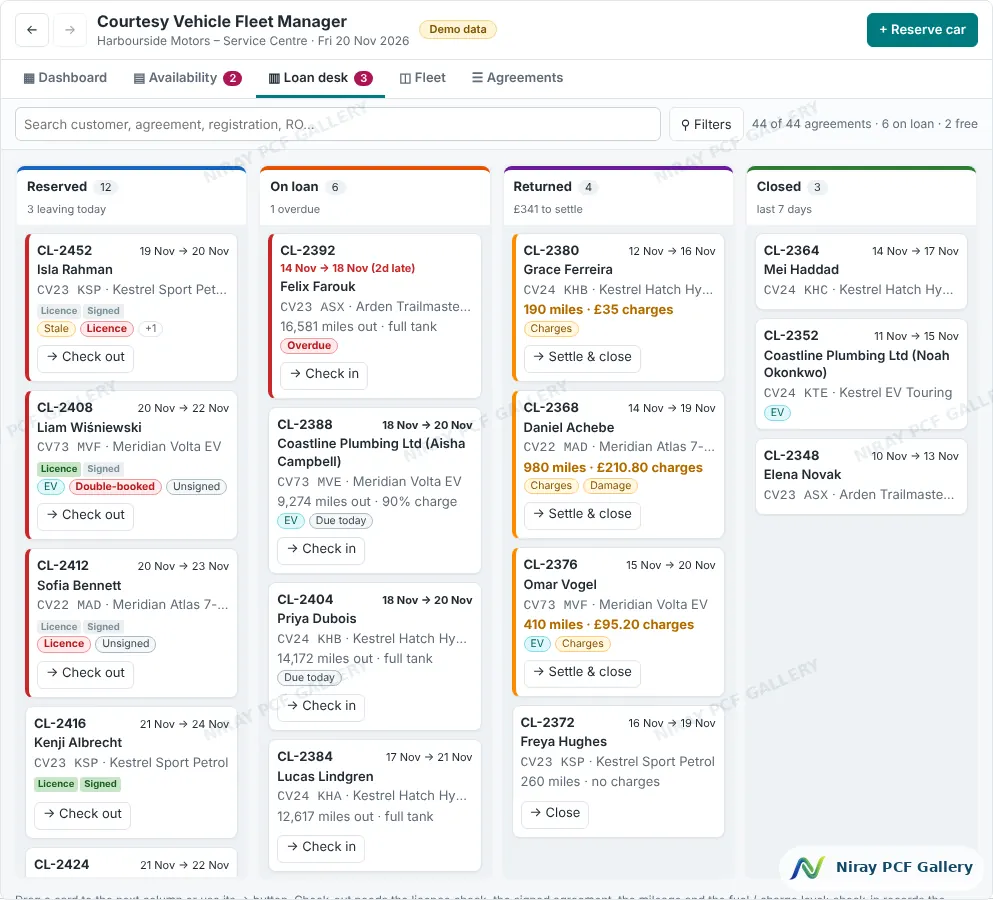 Courtesy Vehicle Fleet Manager
Harbourside Motors – Service Centre · Fri 20 Nov 2026
Demo data
+ Reserve car
Dashboard
Availability 2
Loan desk 3
Fleet
Agreements
Search customer, agreement, registration, RO...
Filters
44 of 44 agreements · 6 on loan · 2 free
Reserved 12
3 leaving today
CL-2452 19 Nov → 20 Nov
Isla Rahman
CV23 KSP · Kestrel Sport Pet...
Licence Signed
Stale Licence +1
→ Check out
CL-2408 20 Nov → 22 Nov
Liam Wiśniewski
CV73 MVF · Meridian Volta EV
Licence Signed
EV Double-booked Unsigned
→ Check out
CL-2412 20 Nov → 23 Nov
Sofia Bennett
CV22 MAD · Meridian Atlas 7-...
Licence Signed
Licence Unsigned
→ Check out
CL-2416 21 Nov → 24 Nov
Kenji Albrecht
CV23 KSP · Kestrel Sport Petrol
Licence Signed
→ Check out
CL-2424 21 Nov → 22 Nov
On loan 6
1 overdue
CL-2392
14 Nov → 18 Nov (2d late)
Felix Farouk
CV23 ASX · Arden Trailmaste...
16,581 miles out · full tank
Overdue
→ Check in
CL-2388 18 Nov → 20 Nov
Coastline Plumbing Ltd (Aisha
Campbell)
CV73 MVE · Meridian Volta EV
9,274 miles out · 90% charge
EV Due today
→ Check in
CL-2404 18 Nov → 20 Nov
Priya Dubois
CV24 KHB · Kestrel Hatch Hy...
14,172 miles out · full tank
Due today
→ Check in
CL-2384 17 Nov → 21 Nov
Lucas Lindgren
CV24 KHA · Kestrel Hatch Hy...
12,617 miles out · full tank
→ Check in
Returned 4
£341 to settle
CL-2380 12 Nov → 16 Nov
Grace Ferreira
CV24 KHB · Kestrel Hatch Hy...
190 miles · £35 charges
Charges
→ Settle & close
CL-2368 14 Nov → 19 Nov
Daniel Achebe
CV22 MAD · Meridian Atlas 7-...
980 miles · £210.80 charges
Charges Damage
→ Settle & close
CL-2376 15 Nov → 20 Nov
Omar Vogel
CV73 MVF · Meridian Volta EV
410 miles · £95.20 charges
EV Charges
→ Settle & close
CL-2372 16 Nov → 19 Nov
Freya Hughes
CV23 KSP · Kestrel Sport Petrol
260 miles · no charges
→ Close
Closed 3
last 7 days
CL-2364 14 Nov → 17 Nov
Mei Haddad
CV24 KHC · Kestrel Hatch Hy...
CL-2352 11 Nov → 15 Nov
Coastline Plumbing Ltd (Noah
Okonkwo)
CV24 KTE · Kestrel EV Touring
EV
CL-2348 10 Nov → 13 Nov
Elena Novak
CV23 ASX · Arden Trailmaste...
NIRAY PCF GALLERY
Niray PCF Gallery